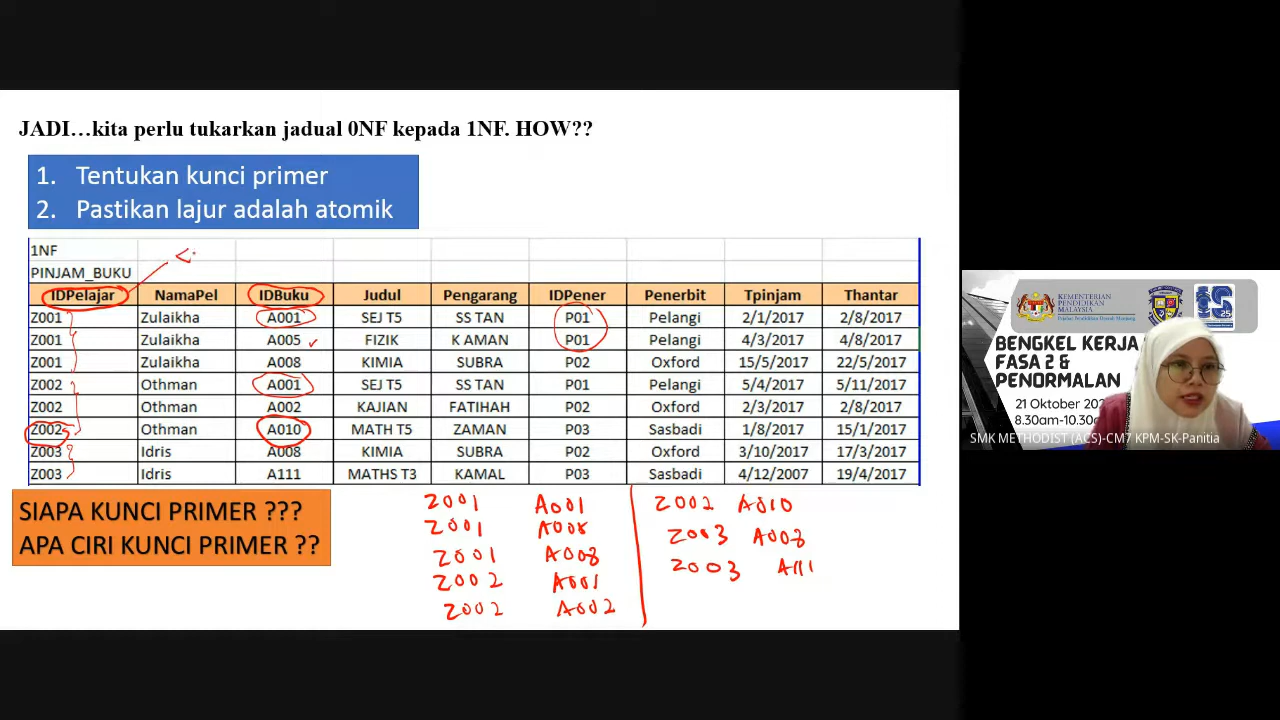 JADI…kita perlu tukarkan jadual 0NF kepada 1NF. HOW??
1. Tentukan kunci primer
2. Pastikan lajur adalah atomik
1NF
PINJAM_BUKU
IDPelajar NamaPel IDBuku Judul Pengarang IDPener Penerbit Tpinjam Thantar
Z001 Zulaikha A001 SEJ T5 SS TAN P01 Pelangi 2/1/2017 2/8/2017
Z001 Zulaikha A005 FIZIK K AMAN P01 Pelangi 4/3/2017 4/8/2017
Z001 Zulaikha A008 KIMIA SUBRA P02 Oxford 15/5/2017 22/5/2017
Z002 Othman A001 SEJ T5 SS TAN P01 Pelangi 5/4/2017 5/11/2017
Z002 Othman A002 KAJIAN FATIHAH P02 Oxford 2/3/2017 2/8/2017
Z002 Othman A010 MATH T5 ZAMAN P03 Sasbadi 1/8/2017 15/1/2017
Z003 Idris A008 KIMIA SUBRA P02 Oxford 3/10/2017 17/3/2017
Z003 Idris A111 MATHS T3 KAMAL P03 Sasbadi 4/12/2007 19/4/2017
SIAPA KUNCI PRIMER ???
APA CIRI KUNCI PRIMER ??
Z001 A001
Z001
Z001 A008
Z002 A001
Z002 A002
Z002 A010
Z003 A008
Z003 A111
KEMENTERIAN
PENDIDIKAN
MALAYSIA
25
BENGKEL KERJA
FASA 2 &
PENORMALAN
21 Oktober
8.30am-10.30
SMK METHODIST (ACS)-CM7 KPM-SK-Panitia